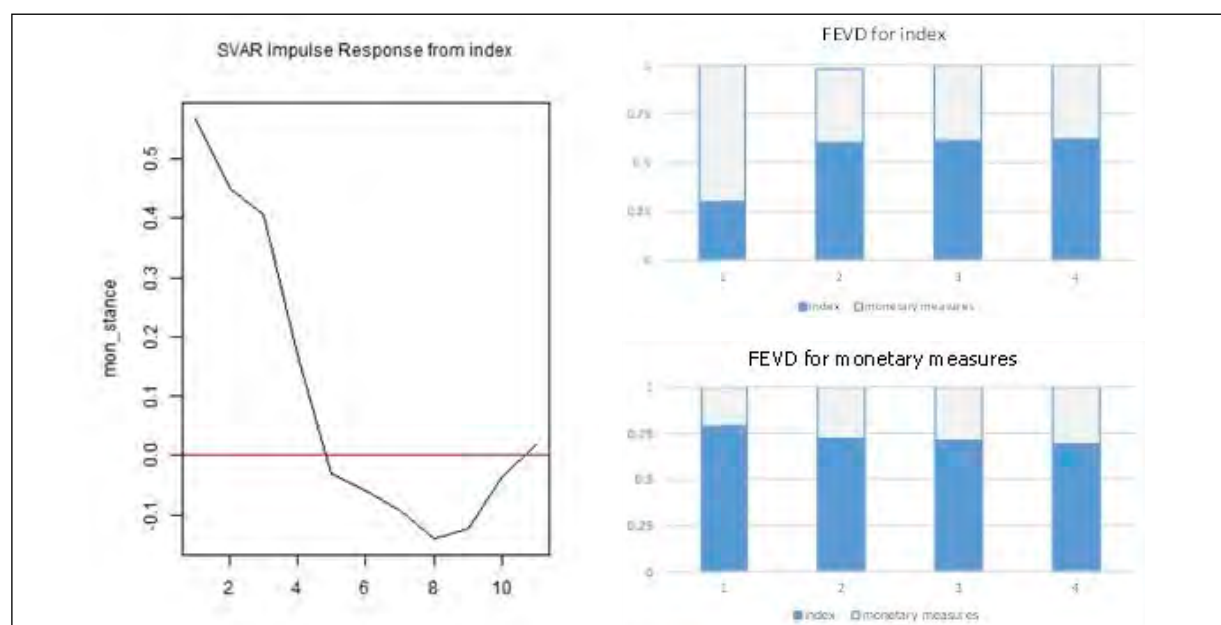 SVAR Impulse Response from index
mon_stance
0.5
0.4
0.3
0.2
0.1
0.0
-0.1
2 4 6 8 10
FEVD for index
1
0.75
0.5
0.25
0
1 2 3 4
index monetary measures
FEVD for monetary measures
1
0.75
0.5
0.25
0
1 2 3 4
index monetary measures